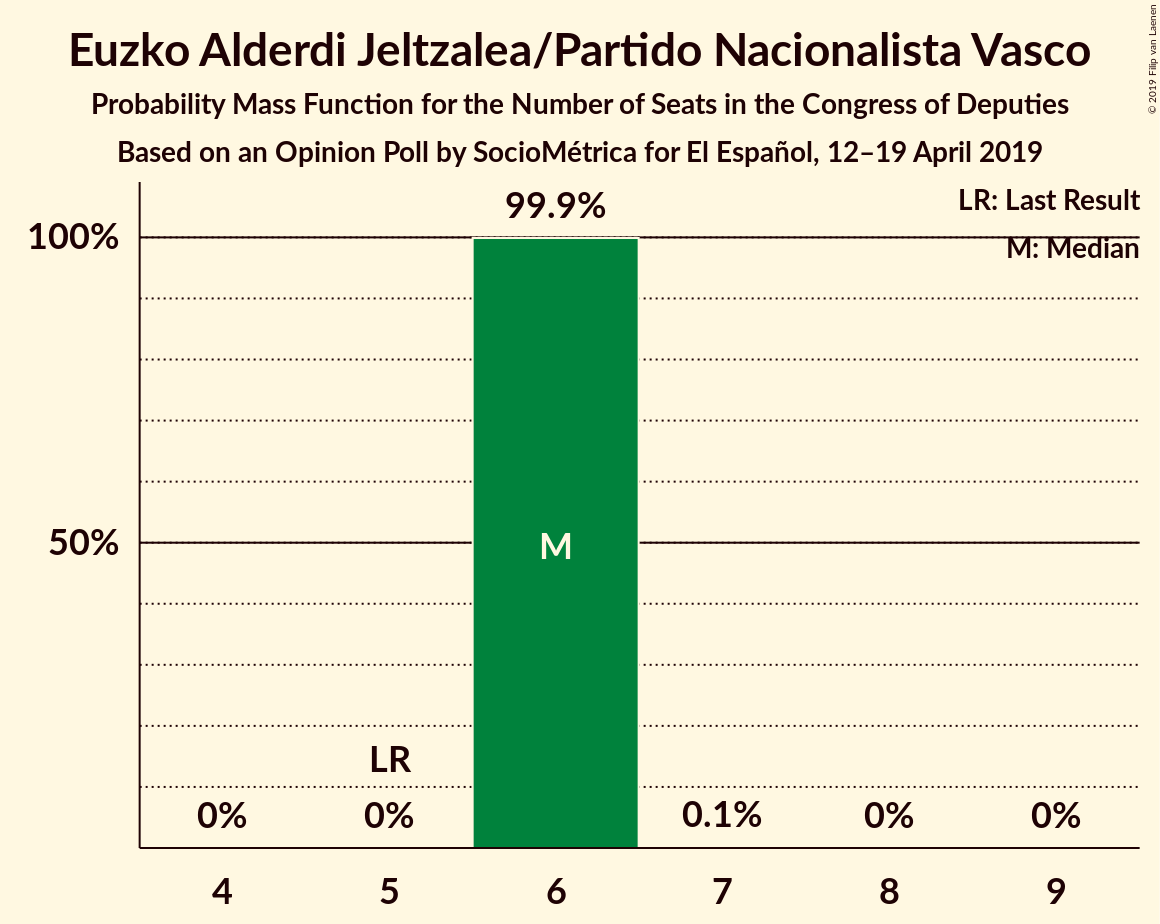 Euzko Alderdi Jeltzalea/Partido Nacionalista Vasco
Probability Mass Function for the Number of Seats in the Congress of Deputies
Based on an Opinion Poll by SocioMétrica for El Español, 12–19 April 2019
© 2019 Filip van Laenen
LR: Last Result
M: Median
99.9%
100%
50%
M
LR
0% 0% 0.1% 0% 0%
4 5 6 7 8 9